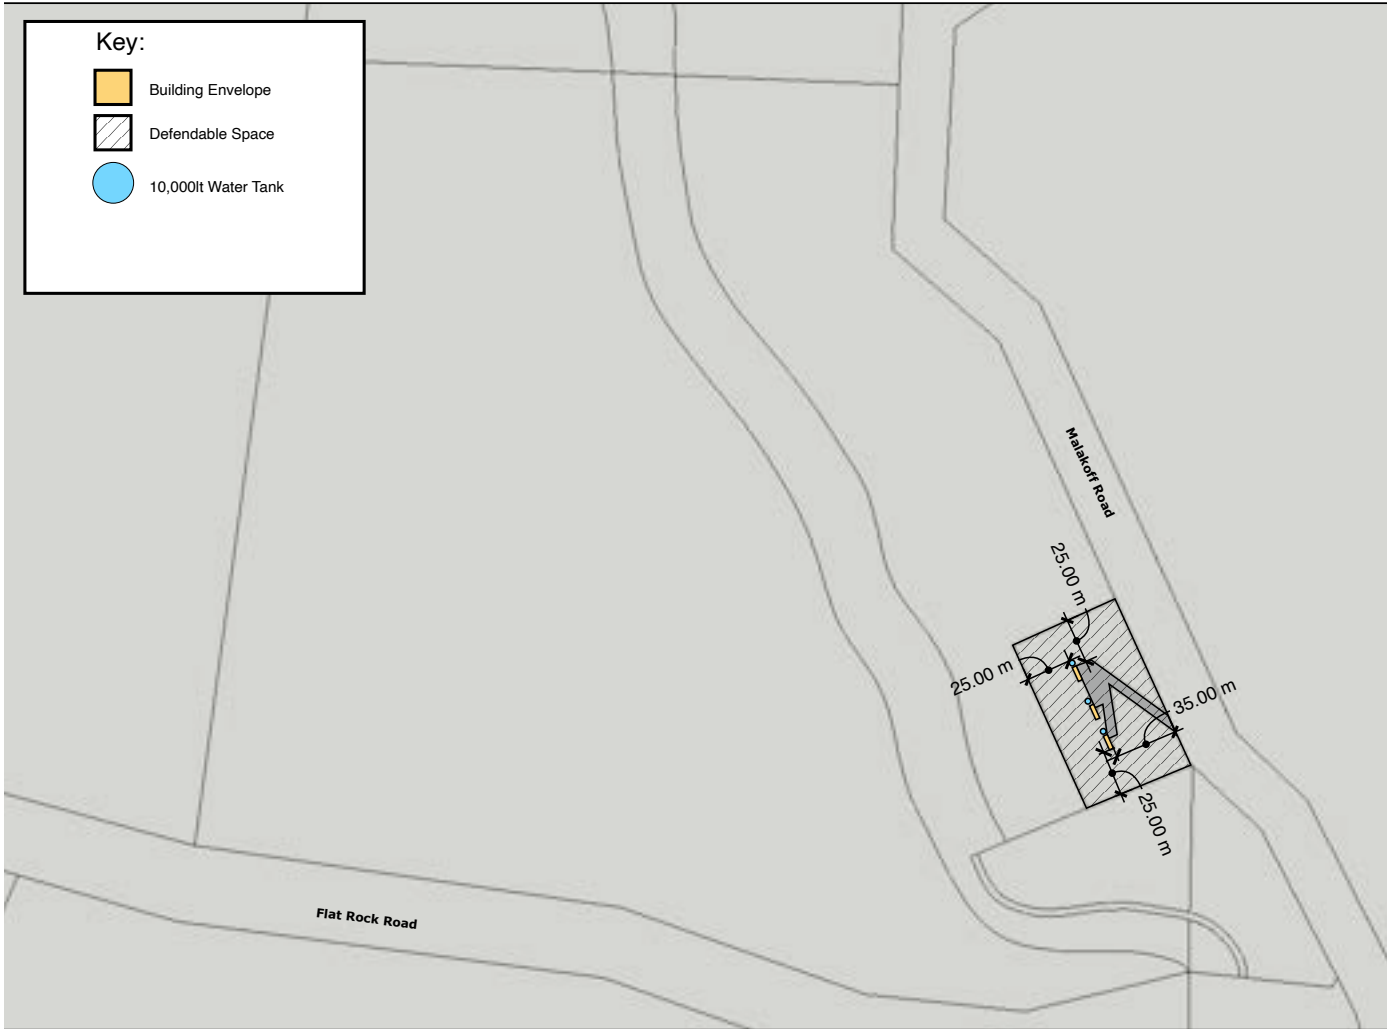 Key:
Building Envelope
Defendable Space
10,000lt Water Tank
Malakoff Road
25.00 m
25.00 m
35.00 m
25.00 m
Flat Rock Road